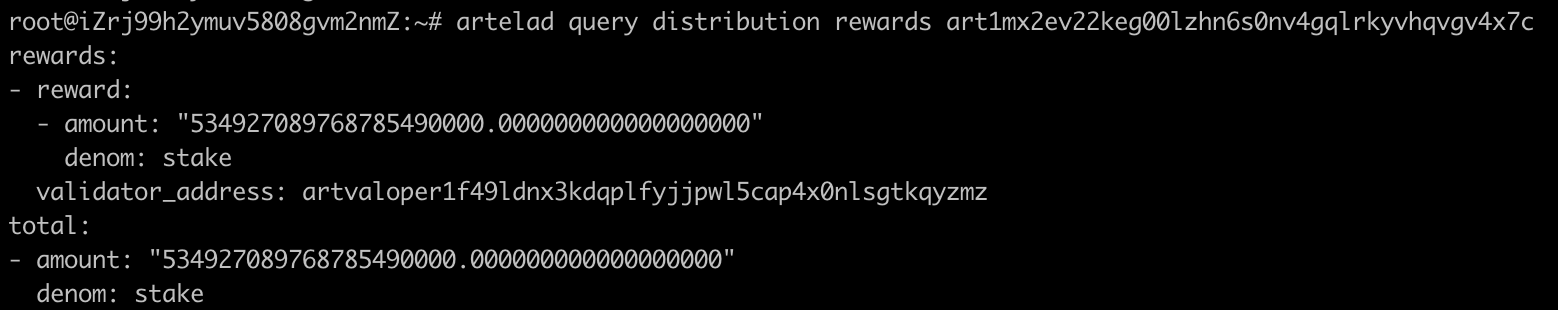 root@iZrj99h2ymuv5808gvm2nmZ:~# artelad query distribution rewards art1mx2ev22keg00lzhn6s0nv4gqlrkyvhqvgv4x7c
rewards:
- reward:
  - amount: "534927089768785490000.000000000000000000"
    denom: stake
  validator_address: artvaloper1f49ldnx3kdqplfyjjpwl5cap4x0nlsgtkqyzmz
total:
- amount: "534927089768785490000.000000000000000000"
  denom: stake